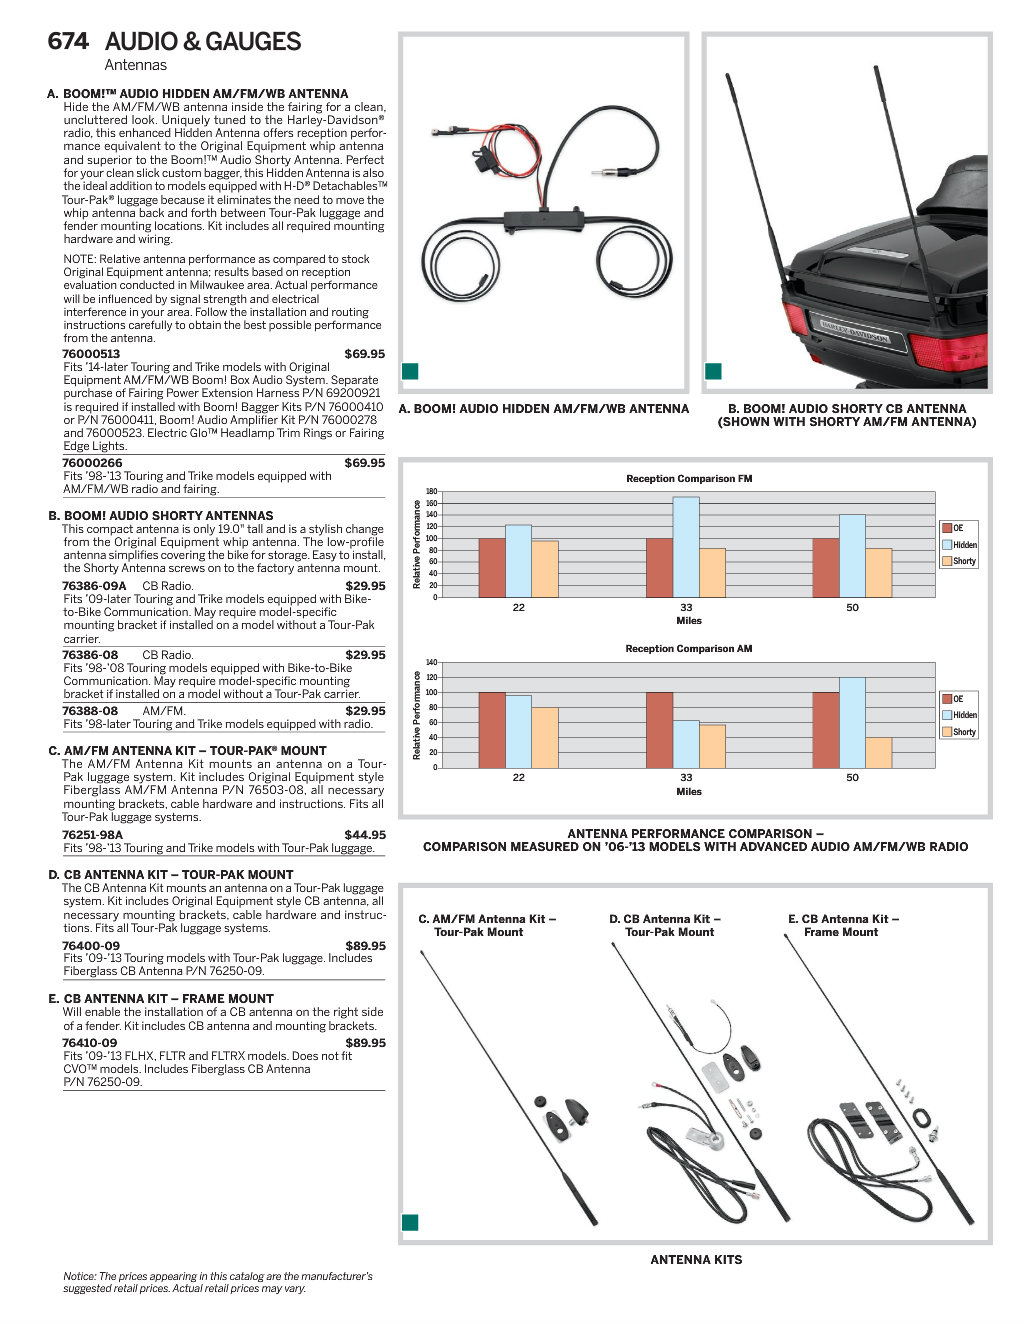 674 AUDIO & GAUGES
Antennas
A. BOOM!™ AUDIO HIDDEN AM/FM/WB ANTENNA
Hide the AM/FM/WB antenna inside the fairing for a clean,
uncluttered look. Uniquely tuned to the Harley-Davidson®
radio, this enhanced Hidden Antenna offers reception perfor-
mance equivalent to the Original Equipment whip antenna
and superior to the Boom!™ Audio Shorty Antenna. Perfect
for your clean slick custom bagger, this Hidden Antenna is also
the ideal addition to models equipped with H-D® Detachables™
Tour-Pak® luggage because it eliminates the need to move the
whip antenna back and forth between Tour-Pak luggage and
fender mounting locations. Kit includes all required mounting
hardware and wiring.
NOTE: Relative antenna performance as compared to stock
Original Equipment antenna; results based on reception
evaluation conducted in Milwaukee area. Actual performance
will be influenced by signal strength and electrical
interference in your area. Follow the installation and routing
instructions carefully to obtain the best possible performance
from the antenna.
76000513 $69.95
Fits ’14-later Touring and Trike models with Original
Equipment AM/FM/WB Boom! Box Audio System. Separate
purchase of Fairing Power Extension Harness P/N 69200921
is required if installed with Boom! Bagger Kits P/N 76000410
or P/N 76000411, Boom! Audio Amplifier Kit P/N 76000278
and 76000523. Electric Glo™ Headlamp Trim Rings or Fairing
Edge Lights.
76000266 $69.95
Fits ’98-’13 Touring and Trike models equipped with
AM/FM/WB radio and fairing.
B. BOOM! AUDIO SHORTY ANTENNAS
This compact antenna is only 19.0" tall and is a stylish change
from the Original Equipment whip antenna. The low-profile
antenna simplifies covering the bike for storage. Easy to install,
the Shorty Antenna screws on to the factory antenna mount.
76386-09A CB Radio. $29.95
Fits ’09-later Touring and Trike models equipped with Bike-
to-Bike Communication. May require model-specific
mounting bracket if installed on a model without a Tour-Pak
carrier.
76386-08 CB Radio. $29.95
Fits ’98-’08 Touring models equipped with Bike-to-Bike
Communication. May require model-specific mounting
bracket if installed on a model without a Tour-Pak carrier.
76388-08 AM/FM. $29.95
Fits ’98-later Touring and Trike models equipped with radio.
C. AM/FM ANTENNA KIT – TOUR-PAK® MOUNT
The AM/FM Antenna Kit mounts an antenna on a Tour-
Pak luggage system. Kit includes Original Equipment style
Fiberglass AM/FM Antenna P/N 76503-08, all necessary
mounting brackets, cable hardware and instructions. Fits all
Tour-Pak luggage systems.
76251-98A $44.95
Fits ’98-’13 Touring and Trike models with Tour-Pak luggage.
D. CB ANTENNA KIT – TOUR-PAK MOUNT
The CB Antenna Kit mounts an antenna on a Tour-Pak luggage
system. Kit includes Original Equipment style CB antenna, all
necessary mounting brackets, cable hardware and instruc-
tions. Fits all Tour-Pak luggage systems.
76400-09 $89.95
Fits ’09-’13 Touring models with Tour-Pak luggage. Includes
Fiberglass CB Antenna P/N 76250-09.
E. CB ANTENNA KIT – FRAME MOUNT
Will enable the installation of a CB antenna on the right side
of a fender. Kit includes CB antenna and mounting brackets.
76410-09 $89.95
Fits ’09-’13 FLHX, FLTR and FLTRX models. Does not fit
CVO™ models. Includes Fiberglass CB Antenna
P/N 76250-09.
Notice: The prices appearing in this catalog are the manufacturer’s
suggested retail prices. Actual retail prices may vary.
HARLEY-DAVIDSON
A. BOOM! AUDIO HIDDEN AM/FM/WB ANTENNA
B. BOOM! AUDIO SHORTY CB ANTENNA
(SHOWN WITH SHORTY AM/FM ANTENNA)
Reception Comparison FM
Relative Performance
180
160
140
120
100
80
60
40
20
0
22 33 50
Miles
OE
Hidden
Shorty
Reception Comparison AM
Relative Performance
140
120
100
80
60
40
20
0
22 33 50
Miles
OE
Hidden
Shorty
ANTENNA PERFORMANCE COMPARISON –
COMPARISON MEASURED ON ’06-’13 MODELS WITH ADVANCED AUDIO AM/FM/WB RADIO
C. AM/FM Antenna Kit –
Tour-Pak Mount
D. CB Antenna Kit –
Tour-Pak Mount
E. CB Antenna Kit –
Frame Mount
ANTENNA KITS